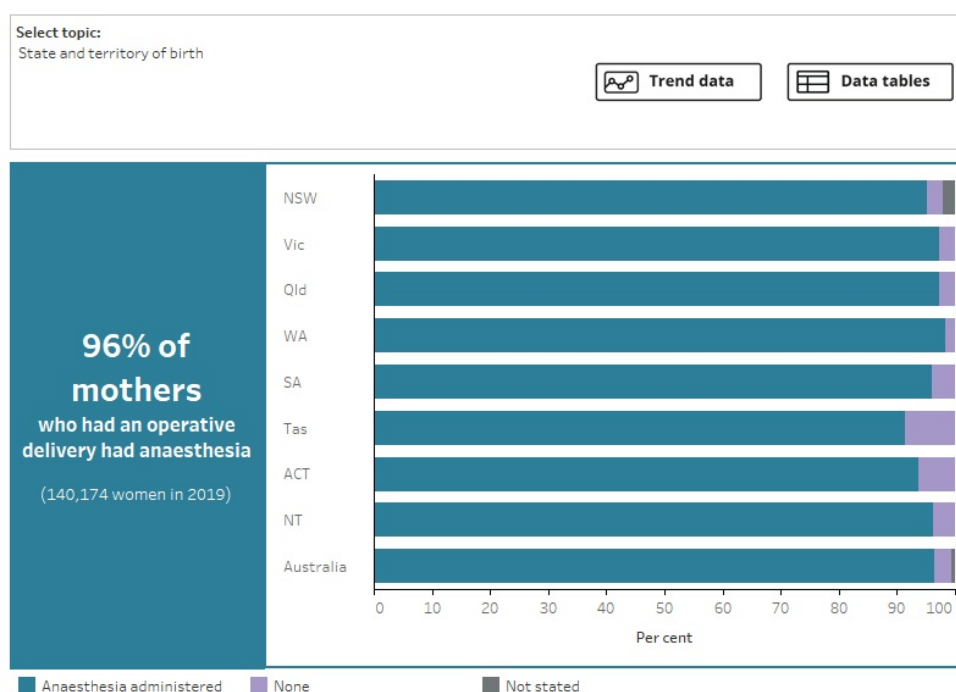 Select topic:
State and territory of birth
Trend data
Data tables
96% of
mothers
who had an operative
delivery had anaesthesia
(140,174 women in 2019)
NSW
Vic
Qld
WA
SA
Tas
ACT
NT
Australia
0 10 20 30 40 50 60 70 80 90 100
Per cent
Anaesthesia administered None Not stated